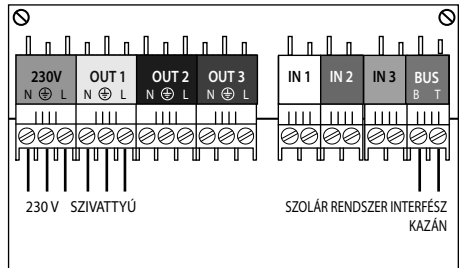 230V OUT 1 OUT 2 OUT 3 IN 1 IN 2 IN 3 BUS
N L N L N L N L B T
230 V SZIVATTYÚ SZOLÁR RENDSZER INTERFÉSZ
KAZÁN